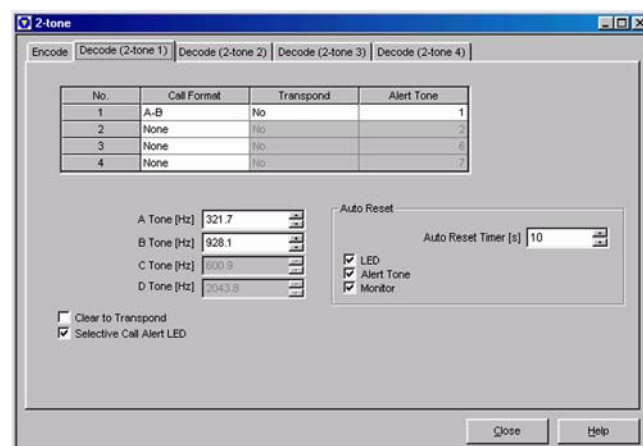 2-tone
Encode Decode (2-tone 1) Decode (2-tone 2) Decode (2-tone 3) Decode (2-tone 4)
No. Call Format Transpond Alert Tone
1 A-B No 1
2 None No 2
3 None No 6
4 None No 7
A Tone [Hz] 321.7
B Tone [Hz] 928.1
C Tone [Hz] 600.9
D Tone [Hz] 2043.8
Clear to Transpond
Selective Call Alert LED
Auto Reset
Auto Reset Timer [s] 10
LED
Alert Tone
Monitor
Close Help